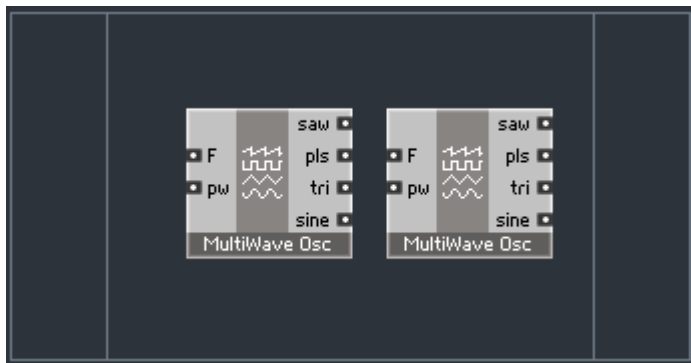 F
pw
saw
pls
tri
sine
MultiWave Osc
F
pw
saw
pls
tri
sine
MultiWave Osc